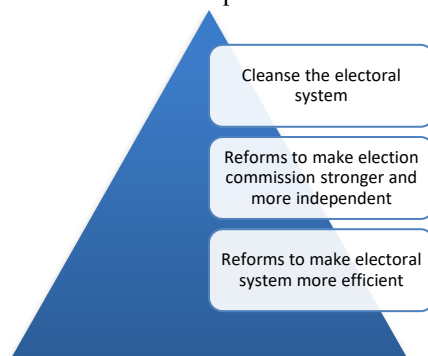 Cleanse the electoral
system
Reforms to make election
commission stronger and
more independent
Reforms to make electoral
system more efficient